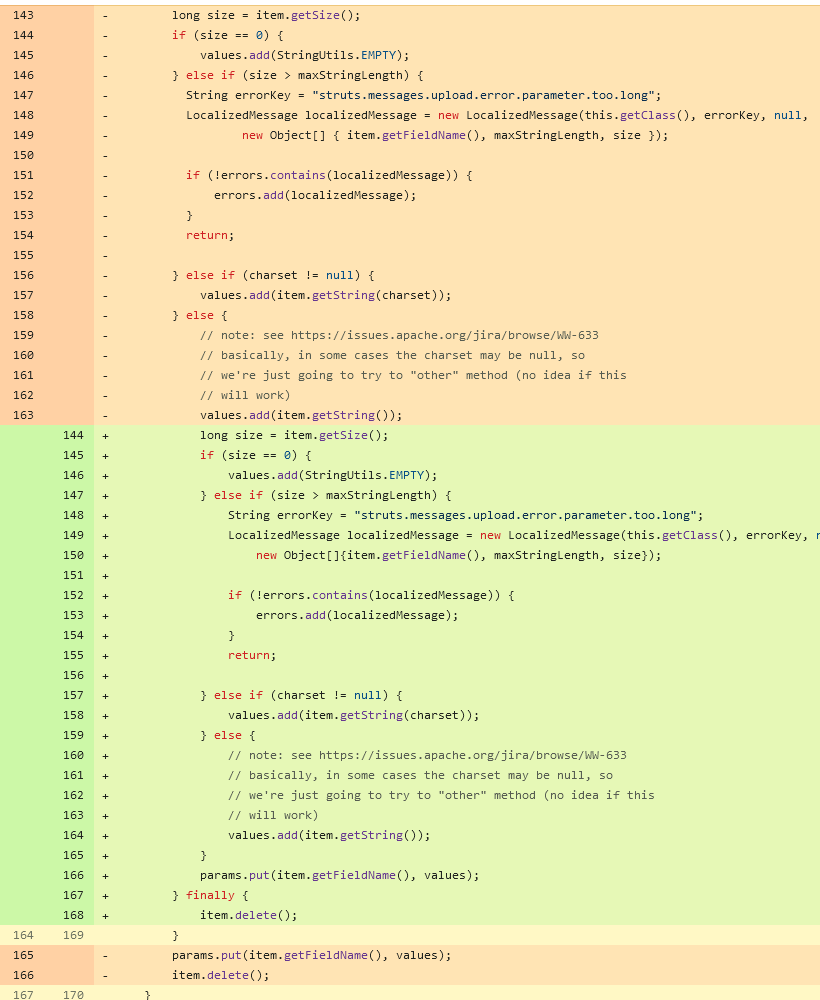 143 - long size = item.getSize();
144 - if (size == 0) {
145 - values.add(StringUtils.EMPTY);
146 - } else if (size > maxStringLength) {
147 - String errorKey = "struts.messages.upload.error.parameter.too.long";
148 - LocalizedMessage localizedMessage = new LocalizedMessage(this.getClass(), errorKey, null,
149 - new Object[] { item.getFieldName(), maxStringLength, size });
150 -
151 - if (!errors.contains(localizedMessage)) {
152 - errors.add(localizedMessage);
153 - }
154 - return;
155 -
156 - } else if (charset != null) {
157 - values.add(item.getString(charset));
158 - } else {
159 - // note: see https://issues.apache.org/jira/browse/WW-633
160 - // basically, in some cases the charset may be null, so
161 - // we're just going to try to "other" method (no idea if this
162 - // will work)
163 - values.add(item.getString());
144 + long size = item.getSize();
145 + if (size == 0) {
146 + values.add(StringUtils.EMPTY);
147 + } else if (size > maxStringLength) {
148 + String errorKey = "struts.messages.upload.error.parameter.too.long";
149 + LocalizedMessage localizedMessage = new LocalizedMessage(this.getClass(), errorKey,
150 + new Object[]{item.getFieldName(), maxStringLength, size});
151 +
152 + if (!errors.contains(localizedMessage)) {
153 + errors.add(localizedMessage);
154 + }
155 + return;
156 +
157 + } else if (charset != null) {
158 + values.add(item.getString(charset));
159 + } else {
160 + // note: see https://issues.apache.org/jira/browse/WW-633
161 + // basically, in some cases the charset may be null, so
162 + // we're just going to try to "other" method (no idea if this
163 + // will work)
164 + values.add(item.getString());
165 + }
166 + params.put(item.getFieldName(), values);
167 + } finally {
168 + item.delete();
164 169 }
165 - params.put(item.getFieldName(), values);
166 - item.delete();
167 170 }